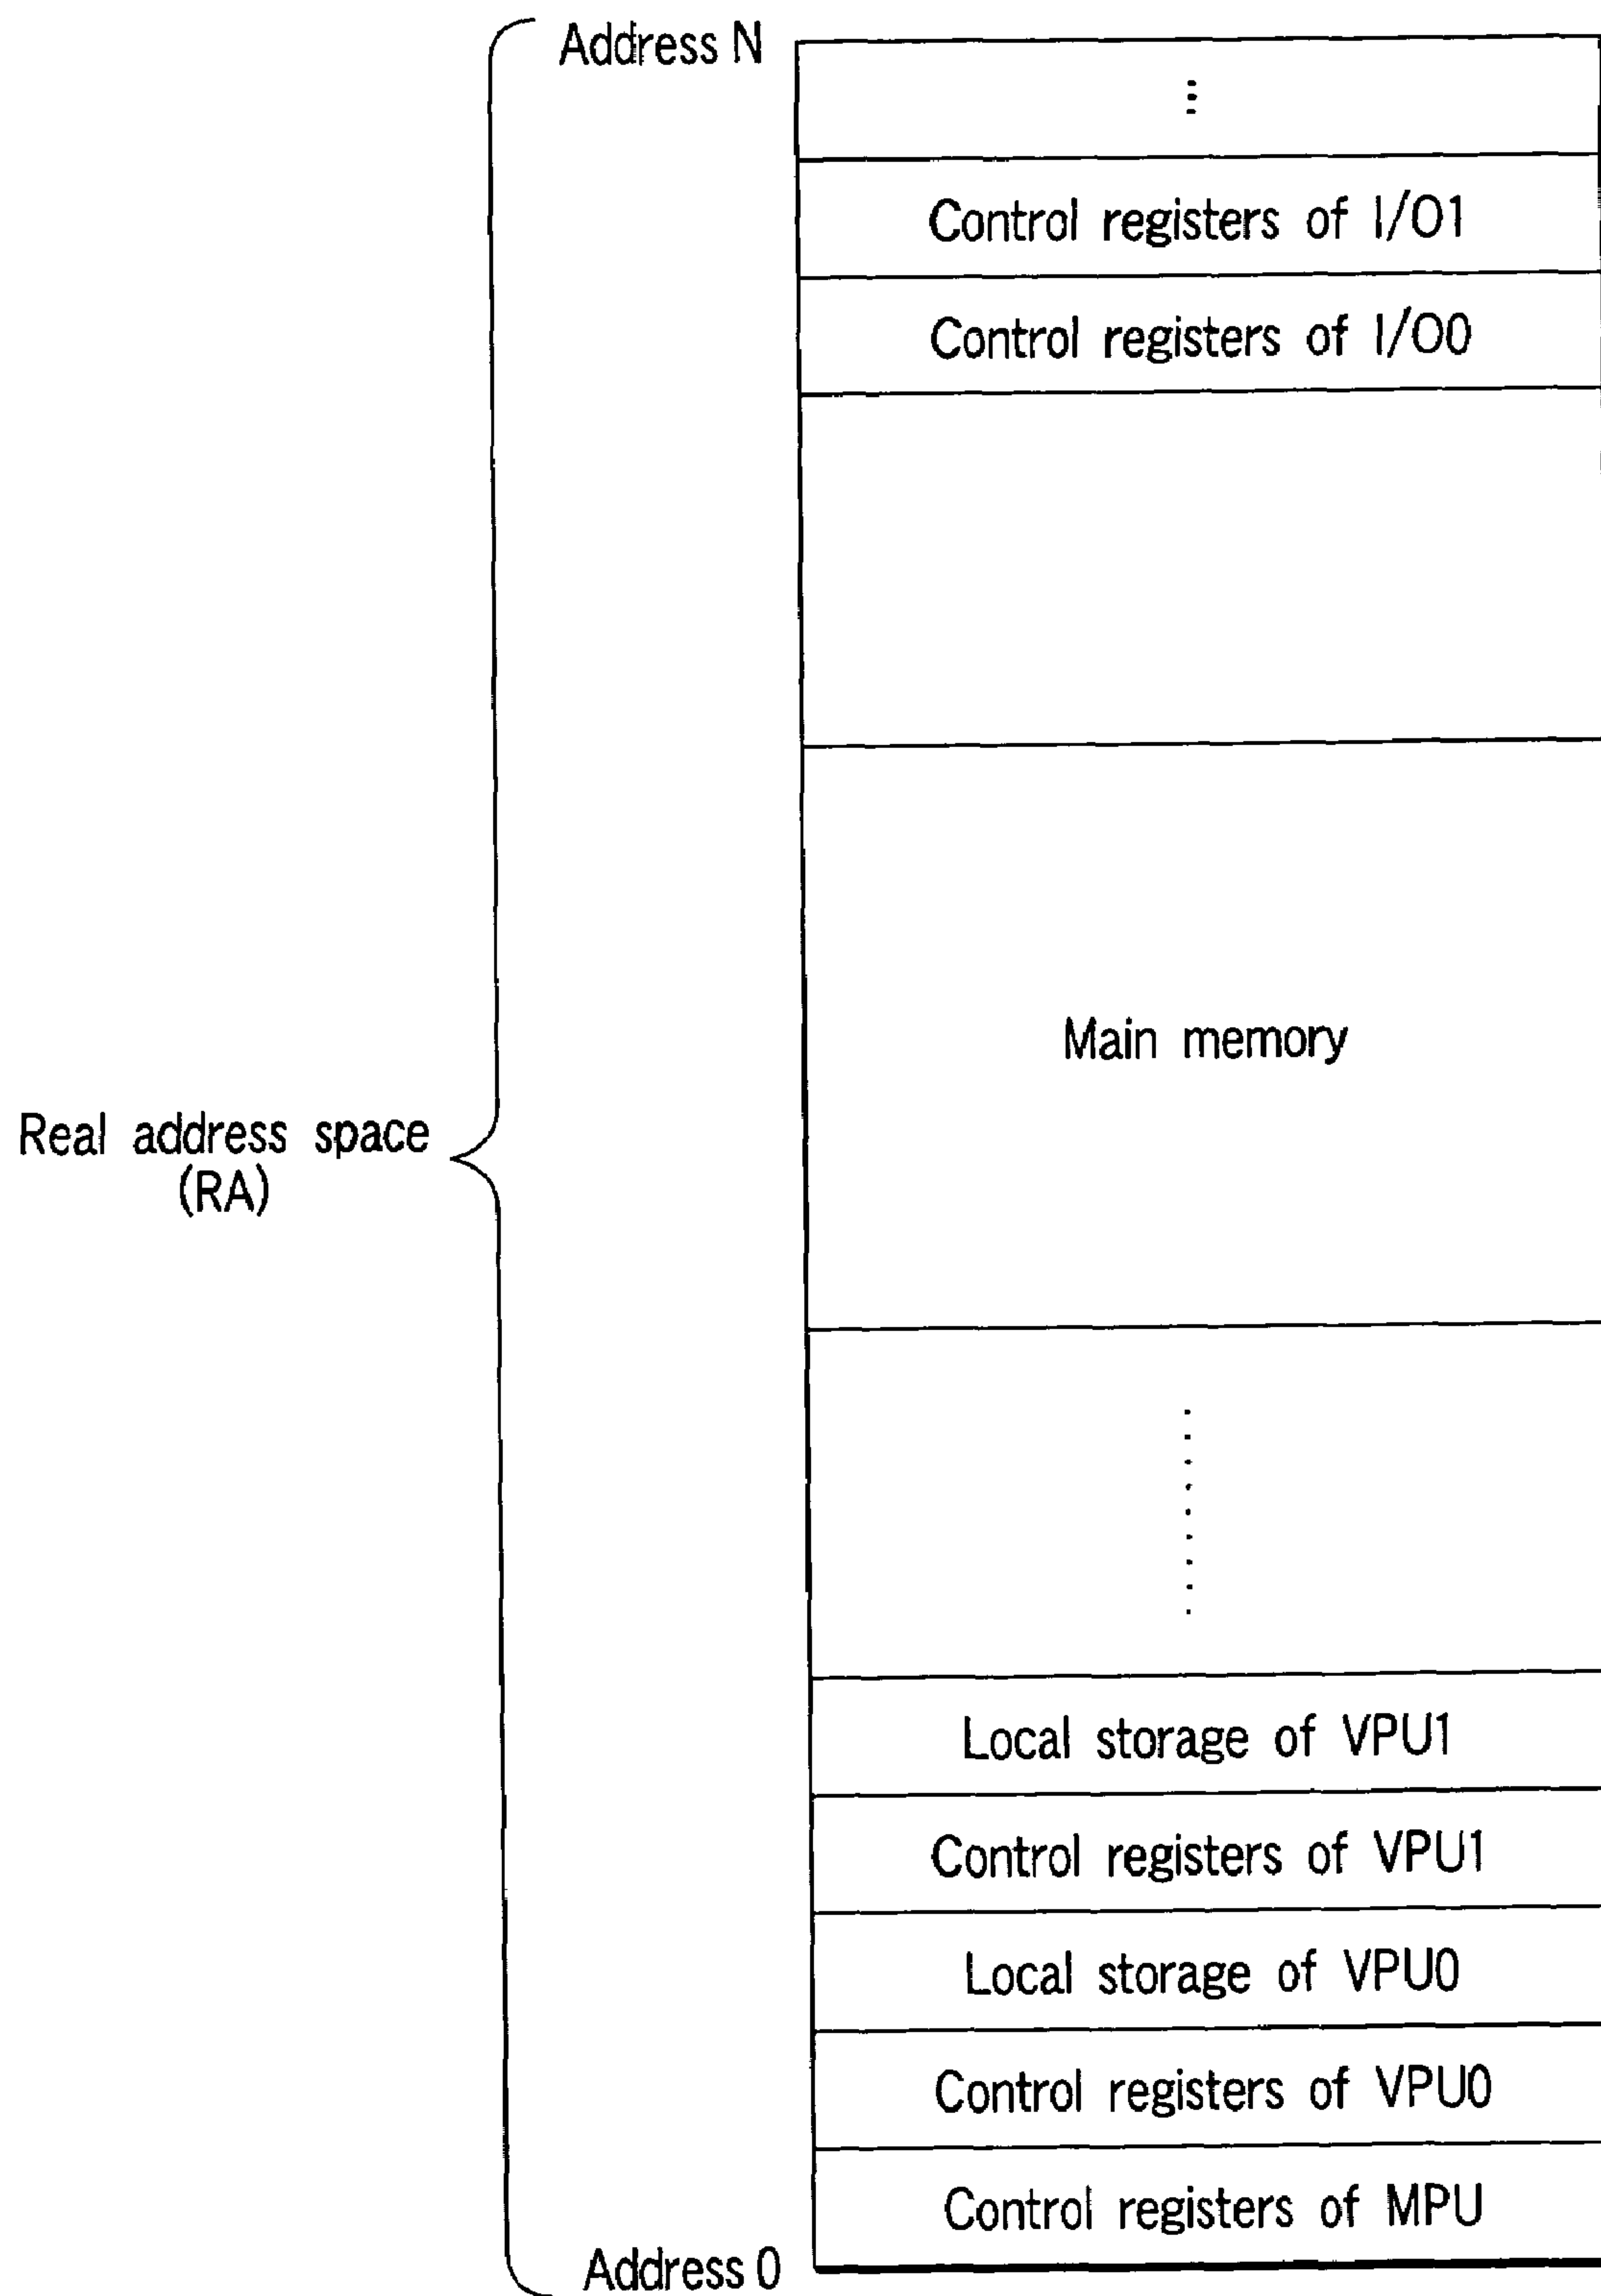 Address N
⋮
Control registers of I/O1
Control registers of I/O0
Main memory
Real address space
(RA)
Local storage of VPU1
Control registers of VPU1
Local storage of VPU0
Control registers of VPU0
Control registers of MPU
Address 0